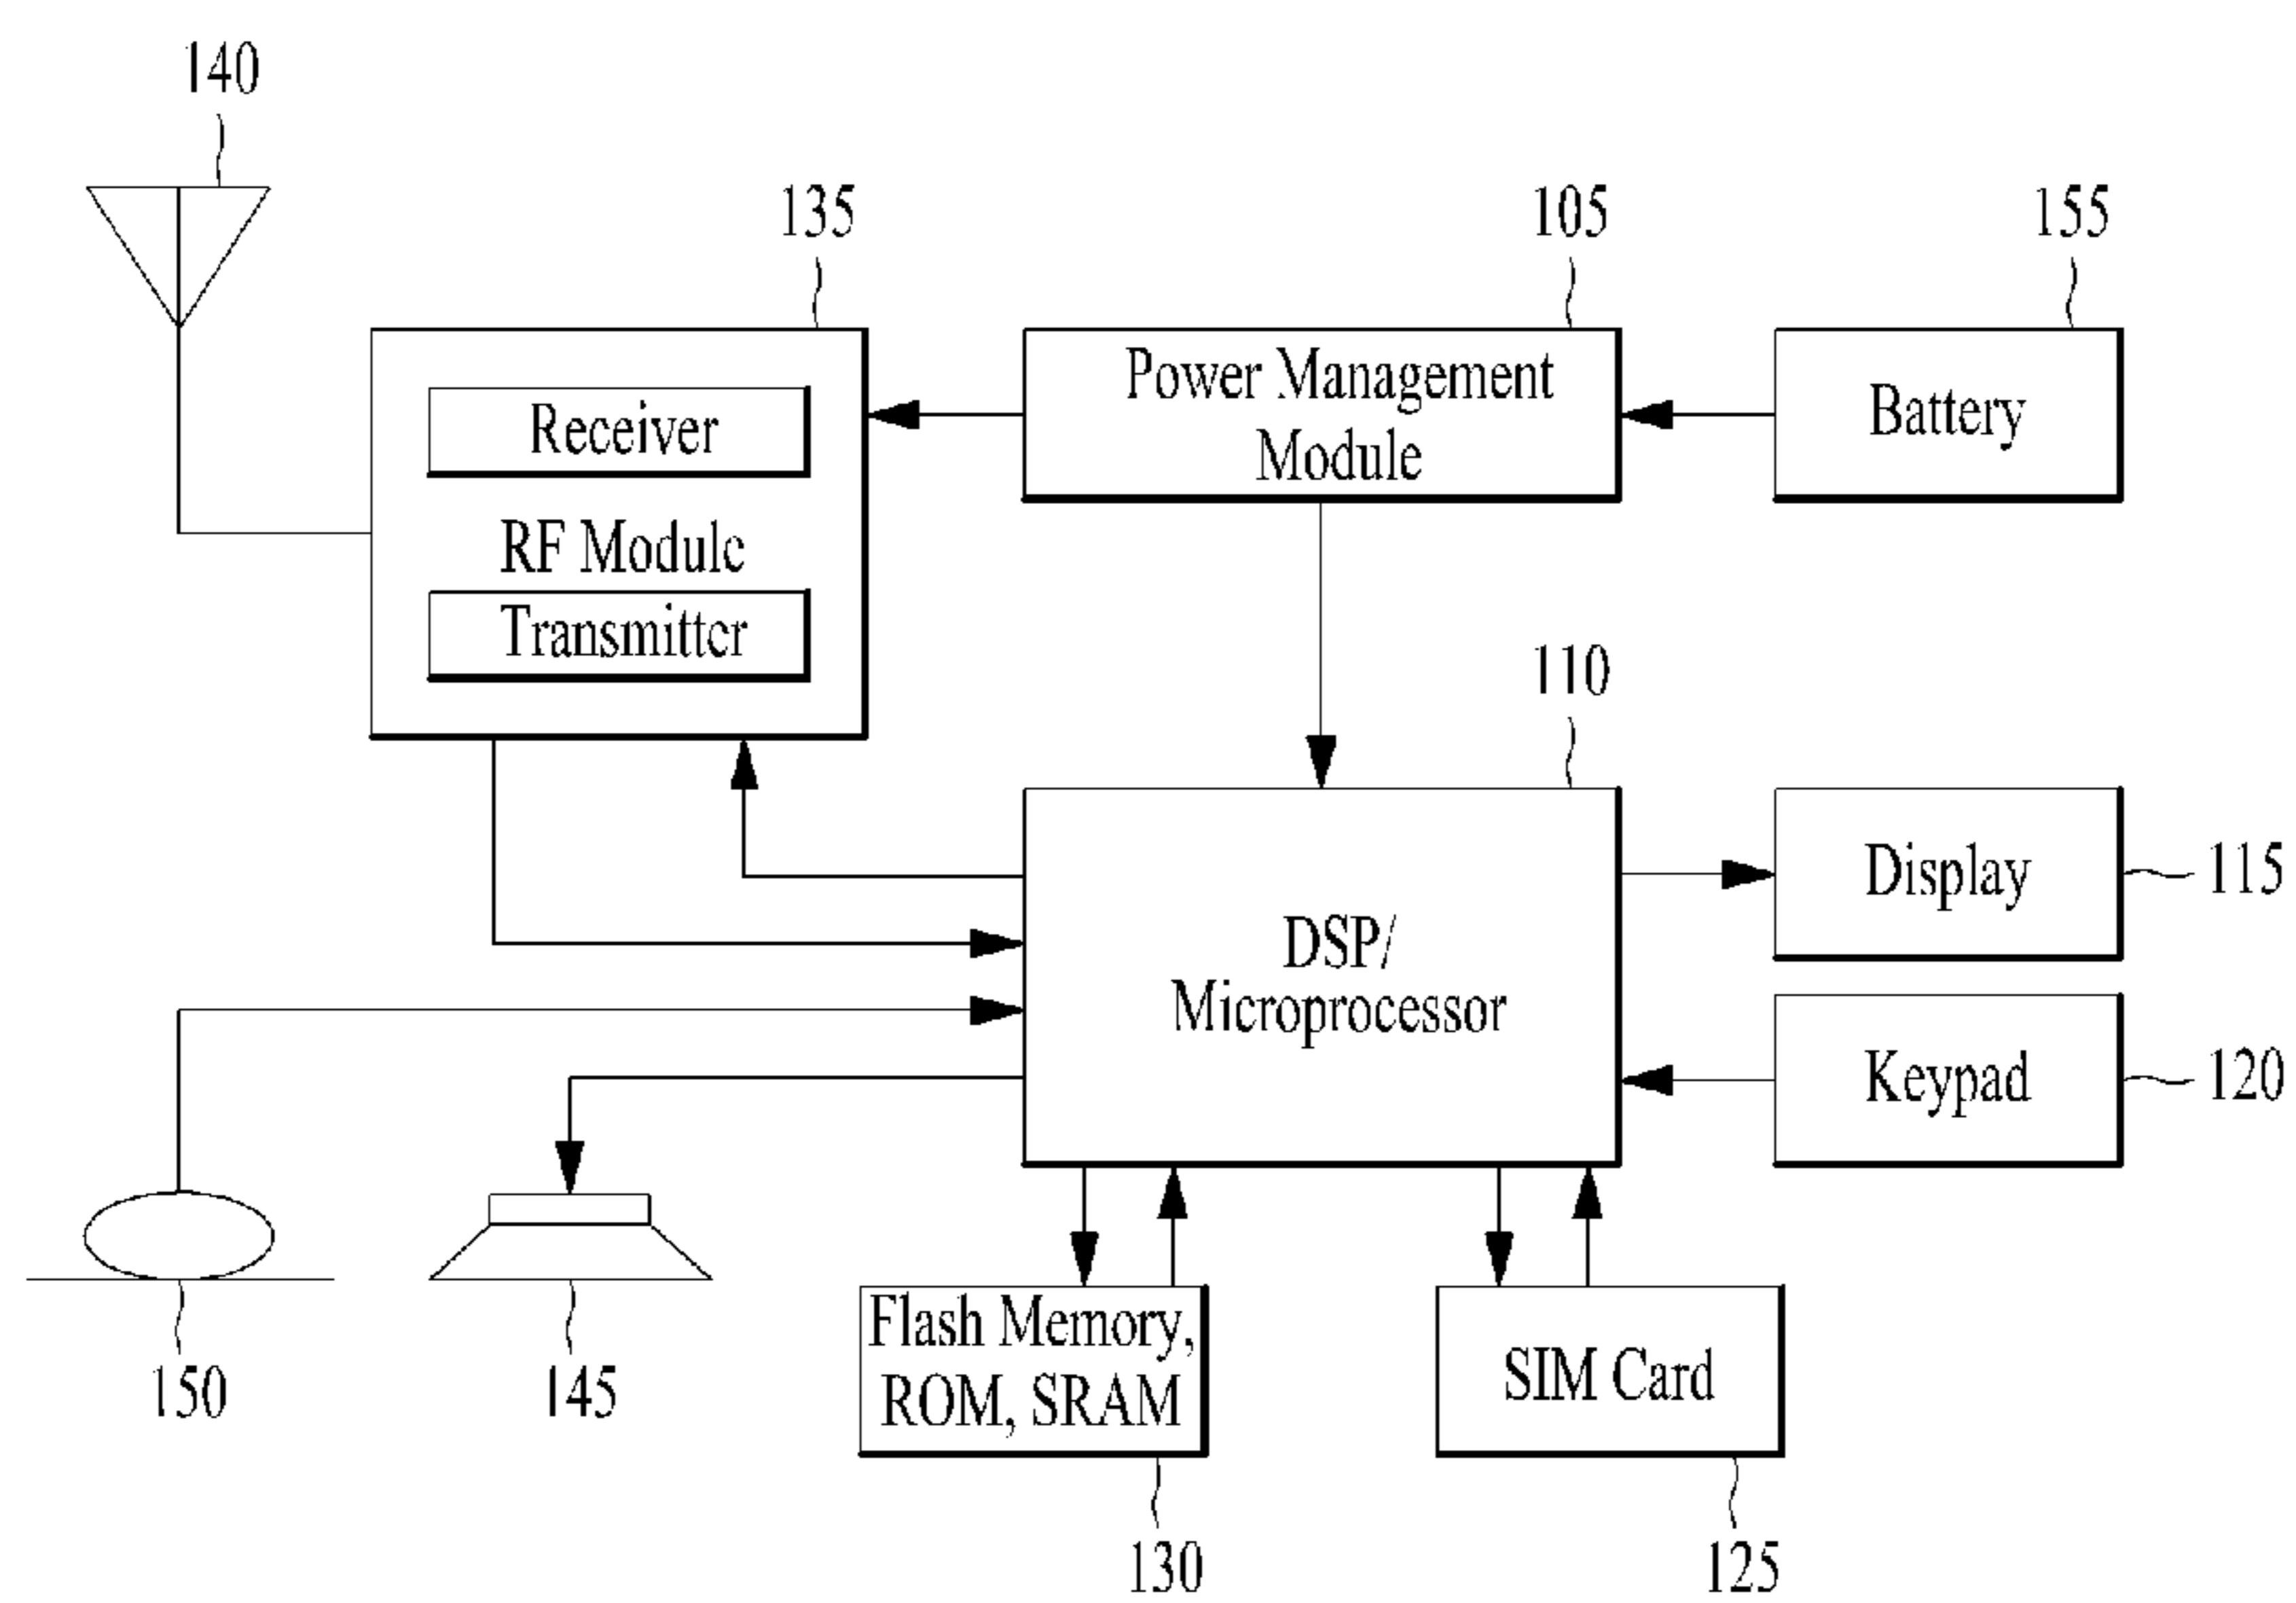 140
135
105
155
Receiver
RF Module
Transmitter
Power Management
Module
Battery
110
DSP/
Microprocessor
Display
115
Keypad
120
150
145
Flash Memory,
ROM, SRAM
SIM Card
130
125